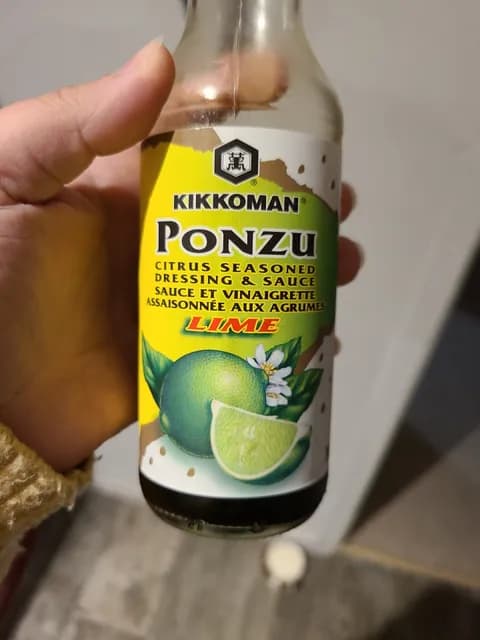 KIKKOMAN®
PONZU
CITRUS SEASONED
DRESSING & SAUCE
SAUCE ET VINAIGRETTE
ASSAISONNÉE AUX AGRUMES
LIME